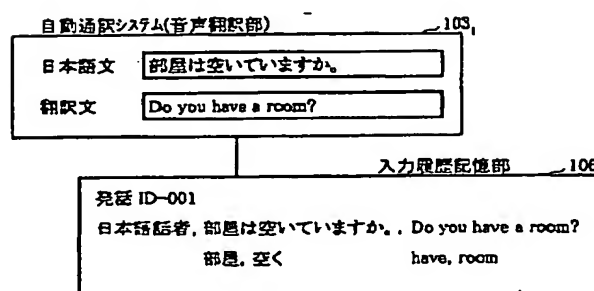 自動通訳システム(音声翻訳部) 103
日本語文 部屋は空いていますか。
翻訳文 Do you have a room?
入力履歴記憶部 106
発話 ID-001
日本語話者, 部屋は空いていますか。, Do you have a room?
部屋, 空く have, room